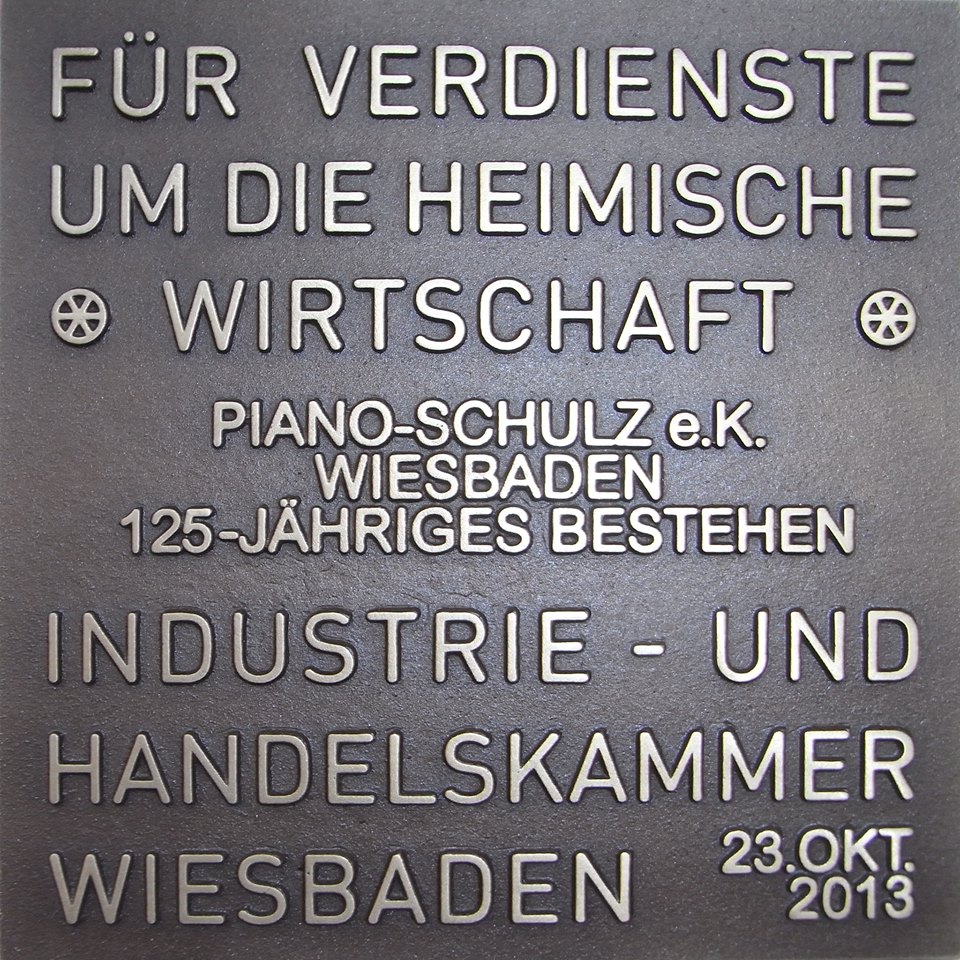 FÜR VERDIENSTE
UM DIE HEIMISCHE
WIRTSCHAFT
PIANO-SCHULZ e.K.
WIESBADEN
125-JÄHRIGES BESTEHEN
INDUSTRIE - UND
HANDELSKAMMER
WIESBADEN
23.OKT.
2013